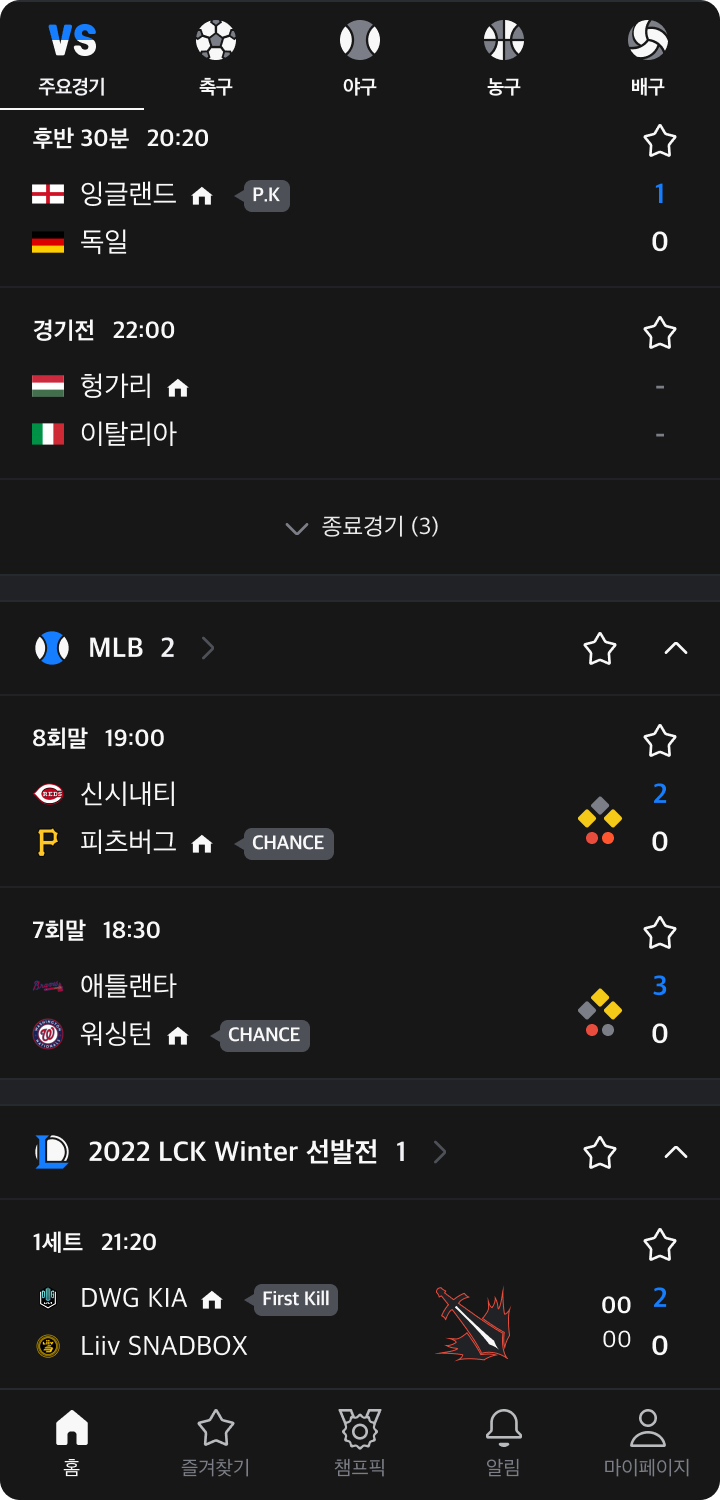 VS
주요경기
축구
야구
농구
배구
후반 30분 20:20
잉글랜드 P.K 1
독일 0
경기전 22:00
헝가리 -
이탈리아 -
종료경기 (3)
MLB 2
8회말 19:00
REDS 신시내티 2
P 피츠버그 CHANCE 0
7회말 18:30
Braves 애틀랜타 3
W 워싱턴 CHANCE 0
2022 LCK Winter 선발전 1
1세트 21:20
DWG KIA First Kill 00 2
Liiv SNADBOX 00 0
홈
즐겨찾기
챔프픽
알림
마이페이지